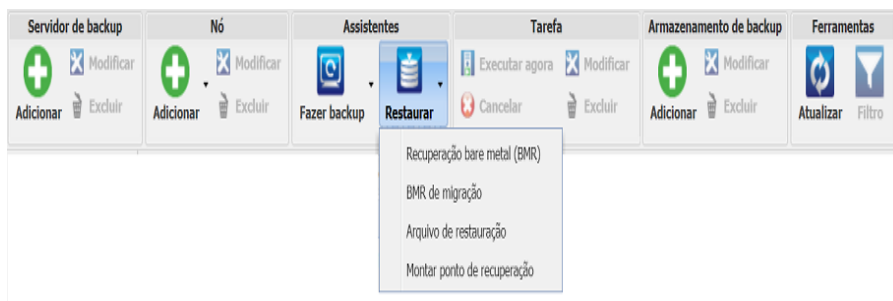 Servidor de backup
Nó
Assistentes
Tarefa
Armazenamento de backup
Ferramentas
Adicionar
Modificar
Excluir
Adicionar
Modificar
Excluir
Fazer backup
Restaurar
Executar agora
Modificar
Cancelar
Excluir
Adicionar
Modificar
Excluir
Atualizar
Filtro
Recuperação bare metal (BMR)
BMR de migração
Arquivo de restauração
Montar ponto de recuperação